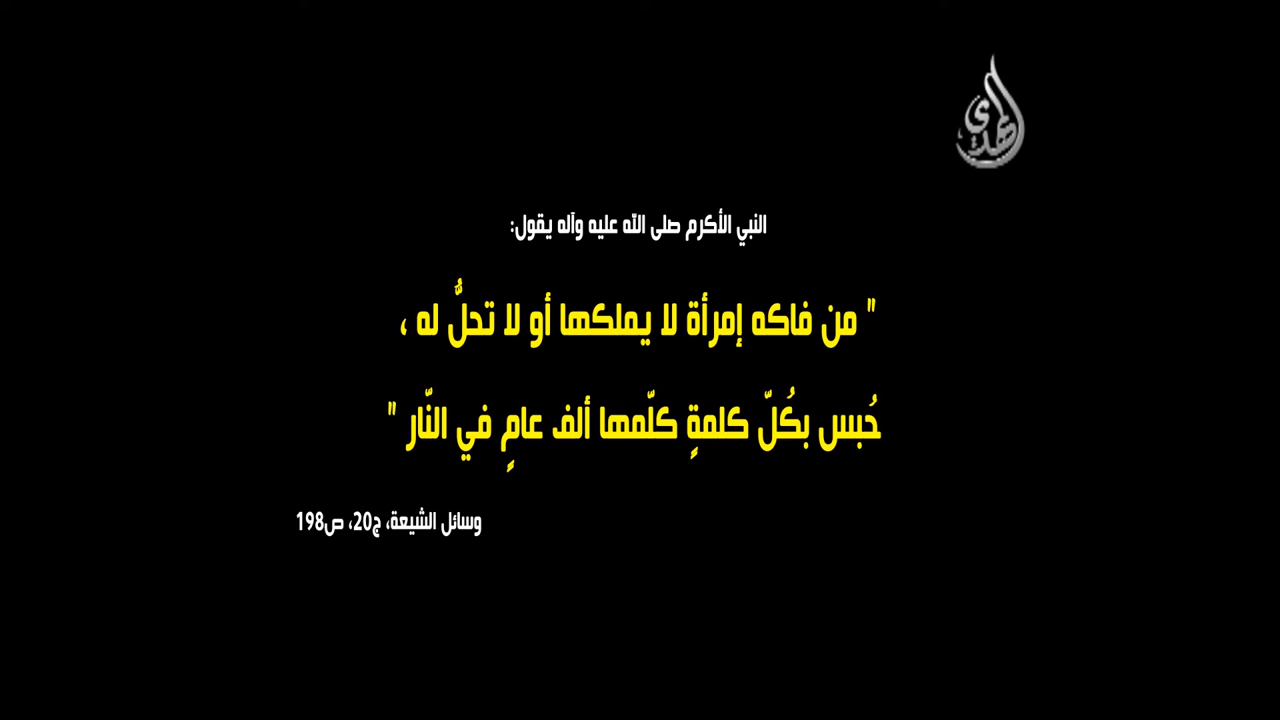 الهدي
النبي الأكرم صلى الله عليه وآله يقول:
" من فاكه إمرأة لا يملكها أو لا تحلُّ له ،
حُبس بكُلّ كلمةٍ كلّمها ألف عامٍ في النّار "
وسائل الشيعة، ج20، ص198